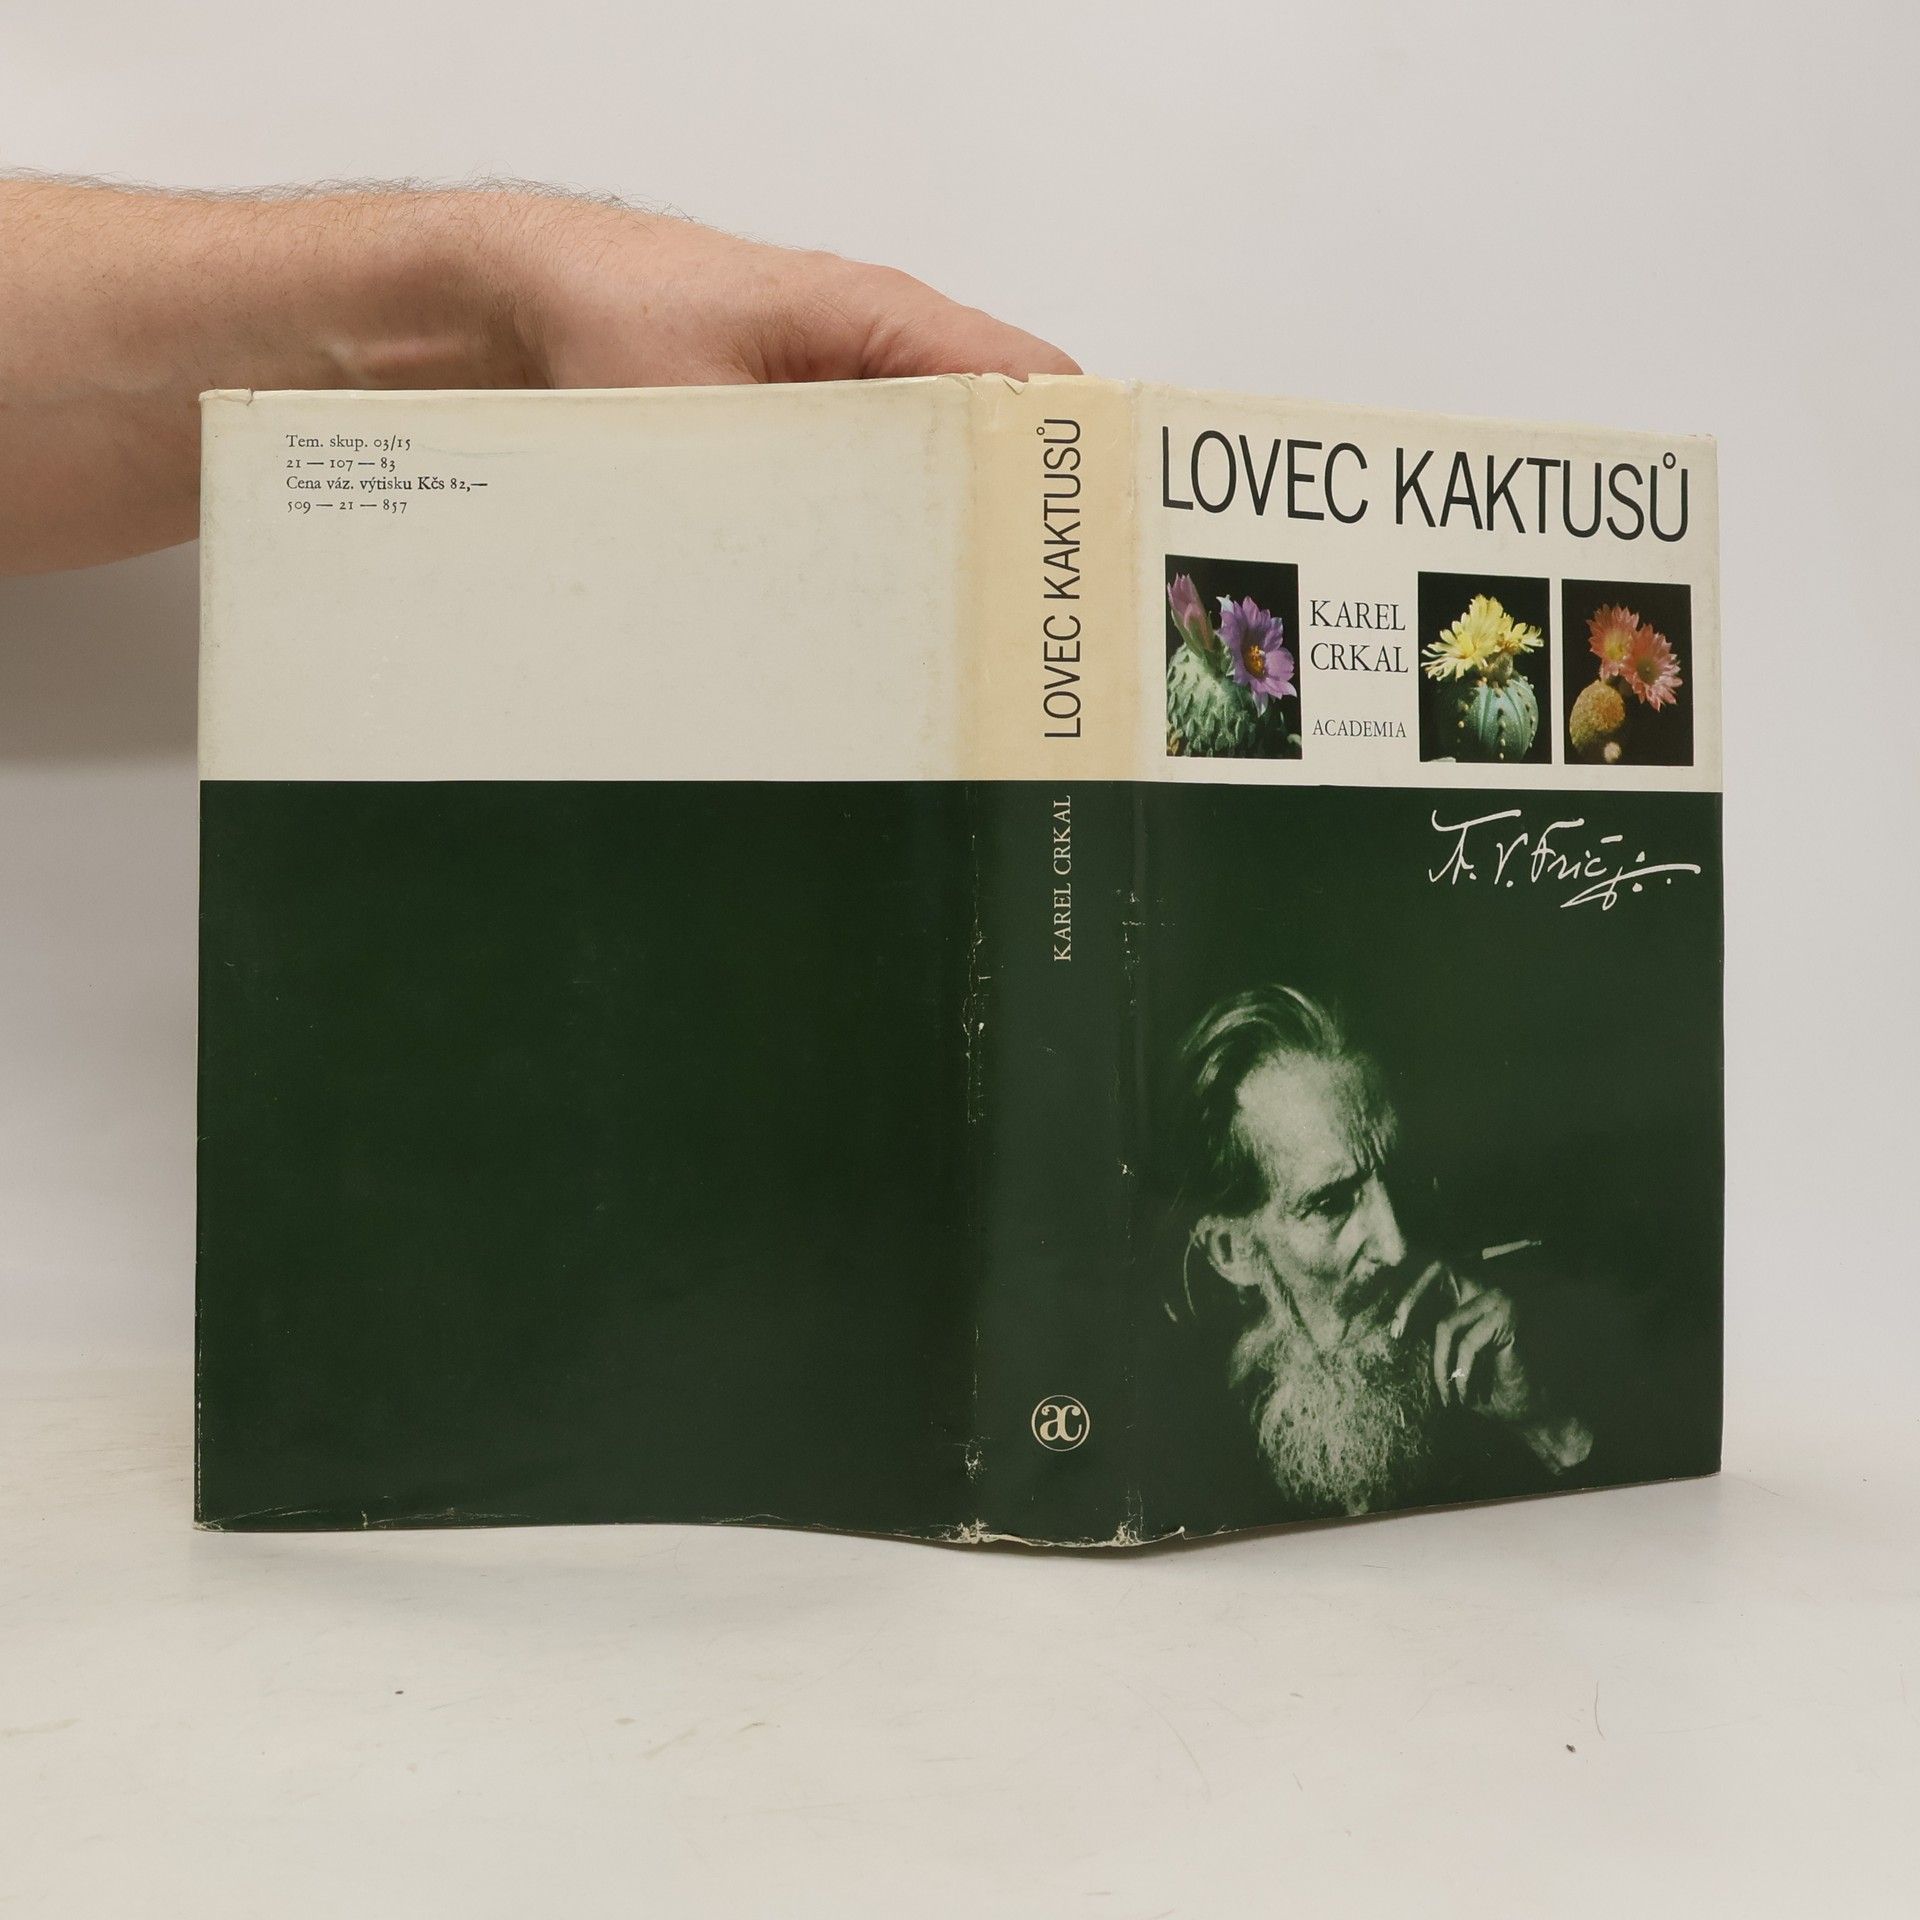 Tem. skup. 03/15
21 — 107 — 83
Cena váz. výtisku Kčs 82,—
509 — 21 — 857
LOVEC KAKTUSŮ
KAREL CRKAL
ac
LOVEC KAKTUSŮ
KAREL
CRKAL
ACADEMIA
A. V. Frič